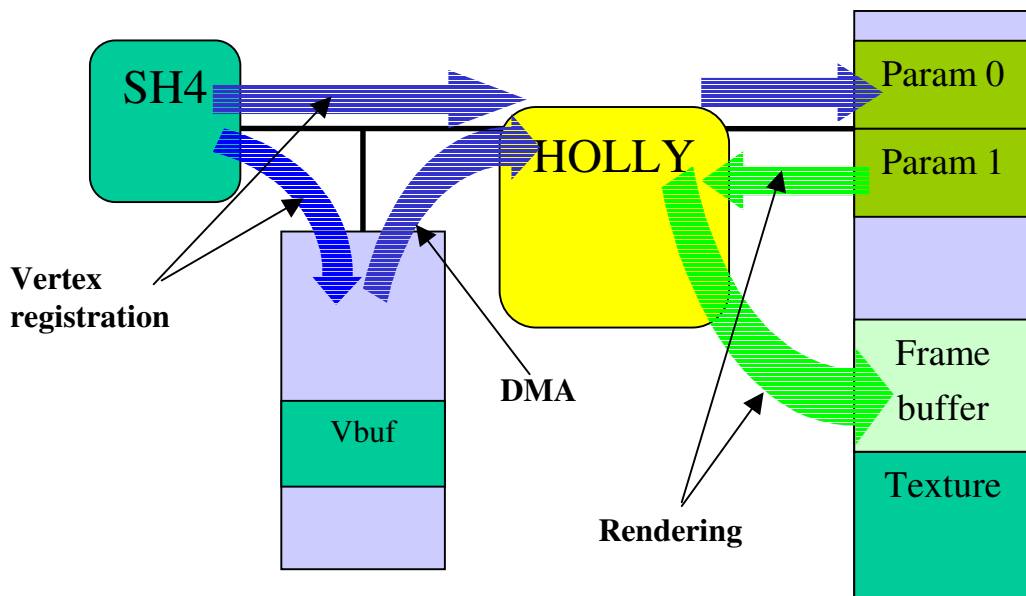 SH4
Param 0
HOLLY
Param 1
Vertex
registration
DMA
Frame
buffer
Vbuf
Texture
Rendering